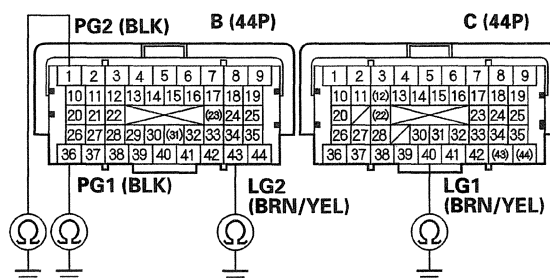 PG2 (BLK) B (44P) C (44P)
1 2 3 4 5 6 7 8 9
10 11 12 13 14 15 16 17 18 19
20 21 22 (23) 24 25
26 27 28 29 30 (31) 32 33 34 35
36 37 38 39 40 41 42 43 44
1 2 3 4 5 6 7 8 9
10 11 (12) 13 14 15 16 17 18 19
20 (22) 23 24 25
26 27 28 30 31 32 33 34 35
36 37 38 39 40 41 42 (43) (44)
PG1 (BLK)
LG2
(BRN/YEL)
LG1
(BRN/YEL)
Ω Ω Ω Ω